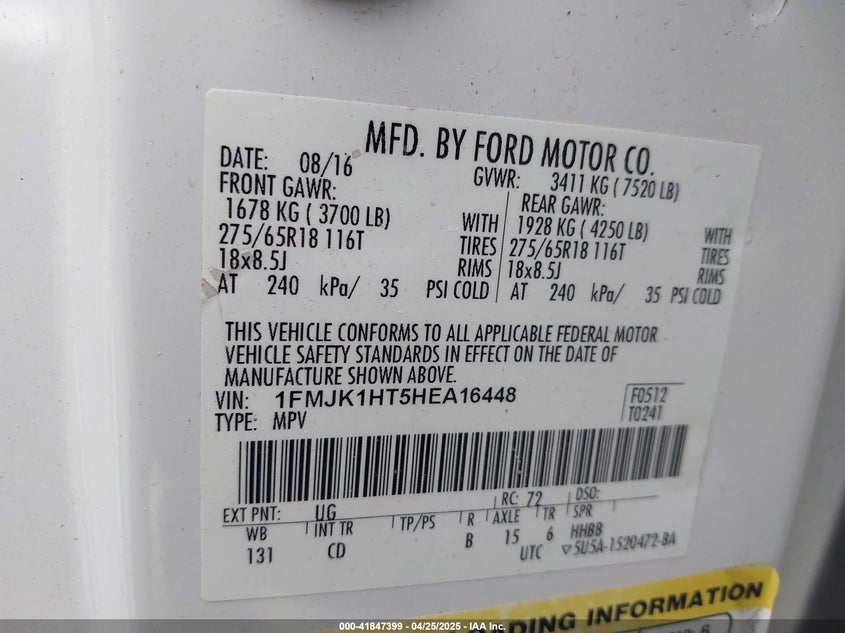 MFD. BY FORD MOTOR CO.
DATE: 08/16 GVWR: 3411 KG ( 7520 LB)
FRONT GAWR: REAR GAWR:
1678 KG ( 3700 LB) WITH 1928 KG ( 4250 LB) WITH
275/65R18 116T TIRES 275/65R18 116T TIRES
18x8.5J RIMS 18x8.5J RIMS
AT 240 kPa/ 35 PSI COLD AT 240 kPa/ 35 PSI COLD
THIS VEHICLE CONFORMS TO ALL APPLICABLE FEDERAL MOTOR
VEHICLE SAFETY STANDARDS IN EFFECT ON THE DATE OF
MANUFACTURE SHOWN ABOVE.
VIN: 1FMJK1HT5HEA16448 F0512
TYPE: MPV T0241
EXT PNT: UG RC: 72 DSO:
WB INT TR TP/PS R AXLE TR SPR
131 CD B 15 6 HHBB
UTC ▽5U5A-1520472-BA
LOADING INFORMATION
000-41847399 - 04/25/2025 - IAA Inc.